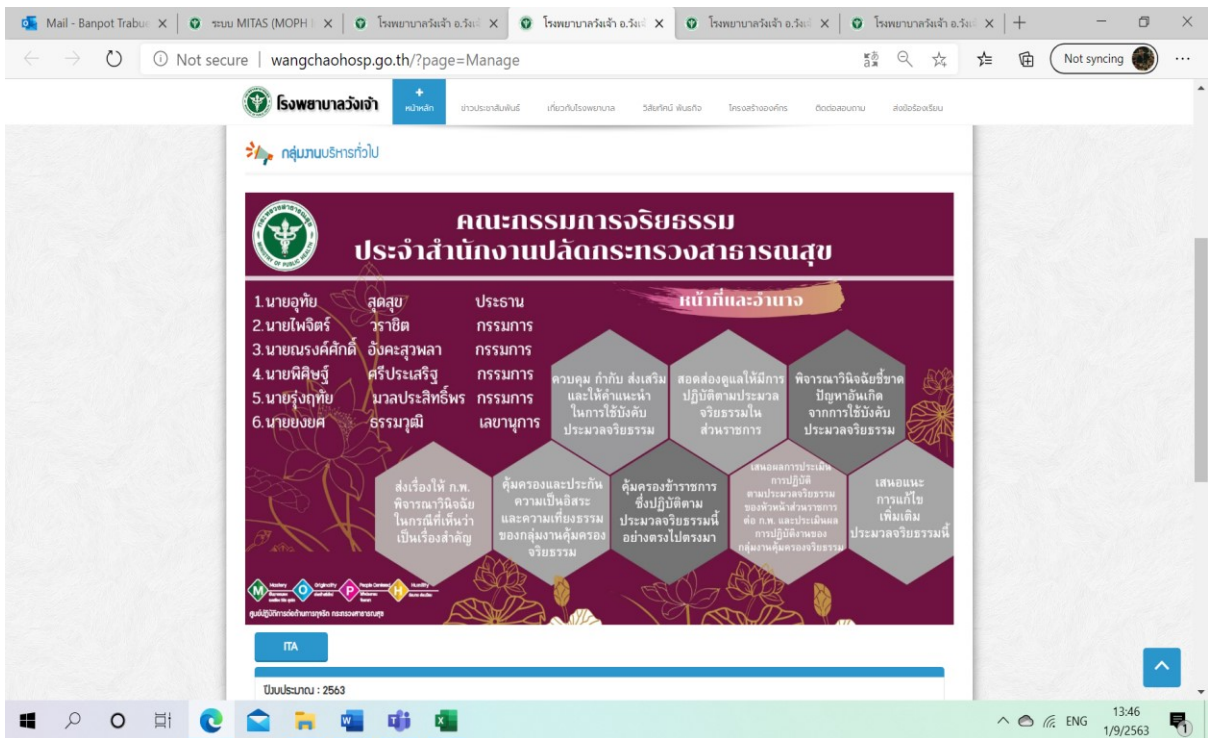 Mail - Banpot Trabu
ระบบ MITAS (MOPH
โรงพยาบาลวังเจ้า อ.วังเจ้
โรงพยาบาลวังเจ้า อ.วังเจ้
โรงพยาบาลวังเจ้า อ.วังเจ้
โรงพยาบาลวังเจ้า อ.วังเจ้
Not secure | wangchaohosp.go.th/?page=Manage
Not syncing
โรงพยาบาลวังเจ้า
หน้าหลัก ข่าวประชาสัมพันธ์ เกี่ยวกับโรงพยาบาล วิสัยทัศน์ พันธกิจ โครงสร้างองค์กร ติดต่อสอบถาม ส่งข้อร้องเรียน
กลุ่มงานบริหารทั่วไป
คณะกรรมการจริยธรรม
ประจำสำนักงานปลัดกระทรวงสาธารณสุข
1.นายอุทัย สุดสุข ประธาน
2.นายไพจิตร์ วราชิต กรรมการ
3.นายณรงค์ศักดิ์ อังคะสุวพลา กรรมการ
4.นายพิศิษฐ์ ศรีประเสริฐ กรรมการ
5.นายรุ่งฤทัย มวลประสิทธิ์พร กรรมการ
6.นายยงยศ ธรรมวุฒิ เลขานุการ
หน้าที่และอำนาจ
ควบคุม กำกับ ส่งเสริม
และให้คำแนะนำ
ในการใช้บังคับ
ประมวลจริยธรรม
สอดส่องดูแลให้มีการ
ปฏิบัติตามประมวล
จริยธรรมใน
ส่วนราชการ
พิจารณาวินิจฉัยชี้ขาด
ปัญหาอันเกิด
จากการใช้บังคับ
ประมวลจริยธรรม
ส่งเรื่องให้ ก.พ.
พิจารณาวินิจฉัย
ในกรณีที่เห็นว่า
เป็นเรื่องสำคัญ
คุ้มครองและประกัน
ความเป็นอิสระ
และความเที่ยงธรรม
ของกลุ่มงานคุ้มครอง
จริยธรรม
คุ้มครองข้าราชการ
ซึ่งปฏิบัติตาม
ประมวลจริยธรรมนี้
อย่างตรงไปตรงมา
เสนอผลการประเมิน
การปฏิบัติ
ตามประมวลจริยธรรม
ของหัวหน้าส่วนราชการ
ต่อ ก.พ. และประเมินผล
การปฏิบัติงานของ
กลุ่มงานคุ้มครองจริยธรรม
เสนอแนะ
การแก้ไข
เพิ่มเติม
ประมวลจริยธรรมนี้
M Mastery O Originality P People Centered H Humility
ศูนย์ปฏิบัติการต่อต้านการทุจริต กระทรวงสาธารณสุข
ITA
ปีงบประมาณ : 2563
ENG
13:46
1/9/2563